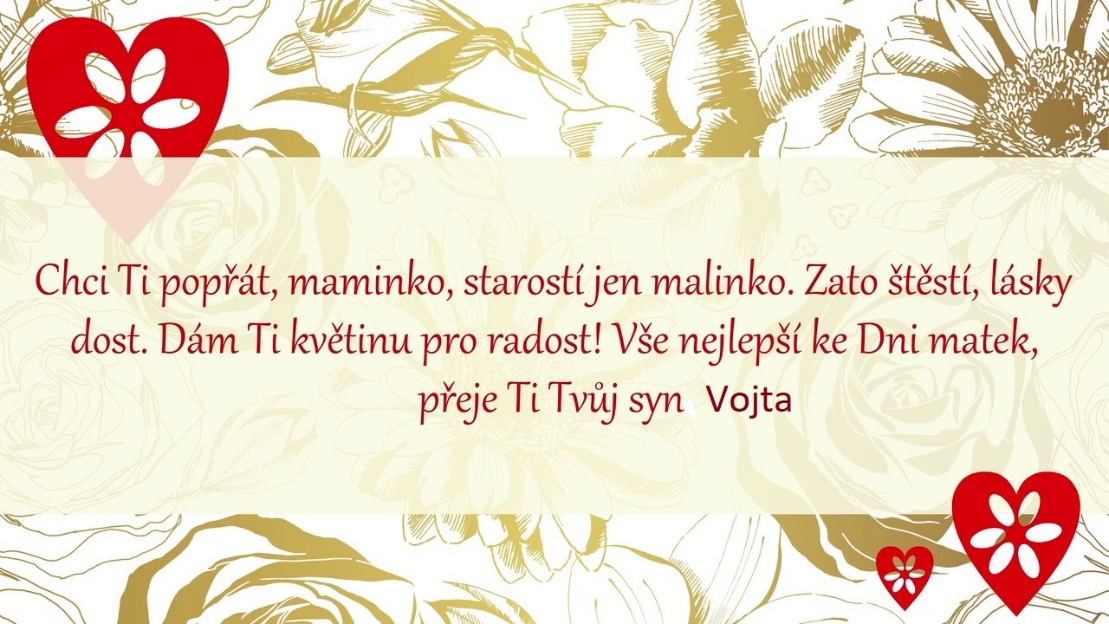 Chci Ti popřát, maminko, starostí jen malinko. Zato štěstí, lásky
dost. Dám Ti květinu pro radost! Vše nejlepší ke Dni matek,
přeje Ti Tvůj syn Vojta